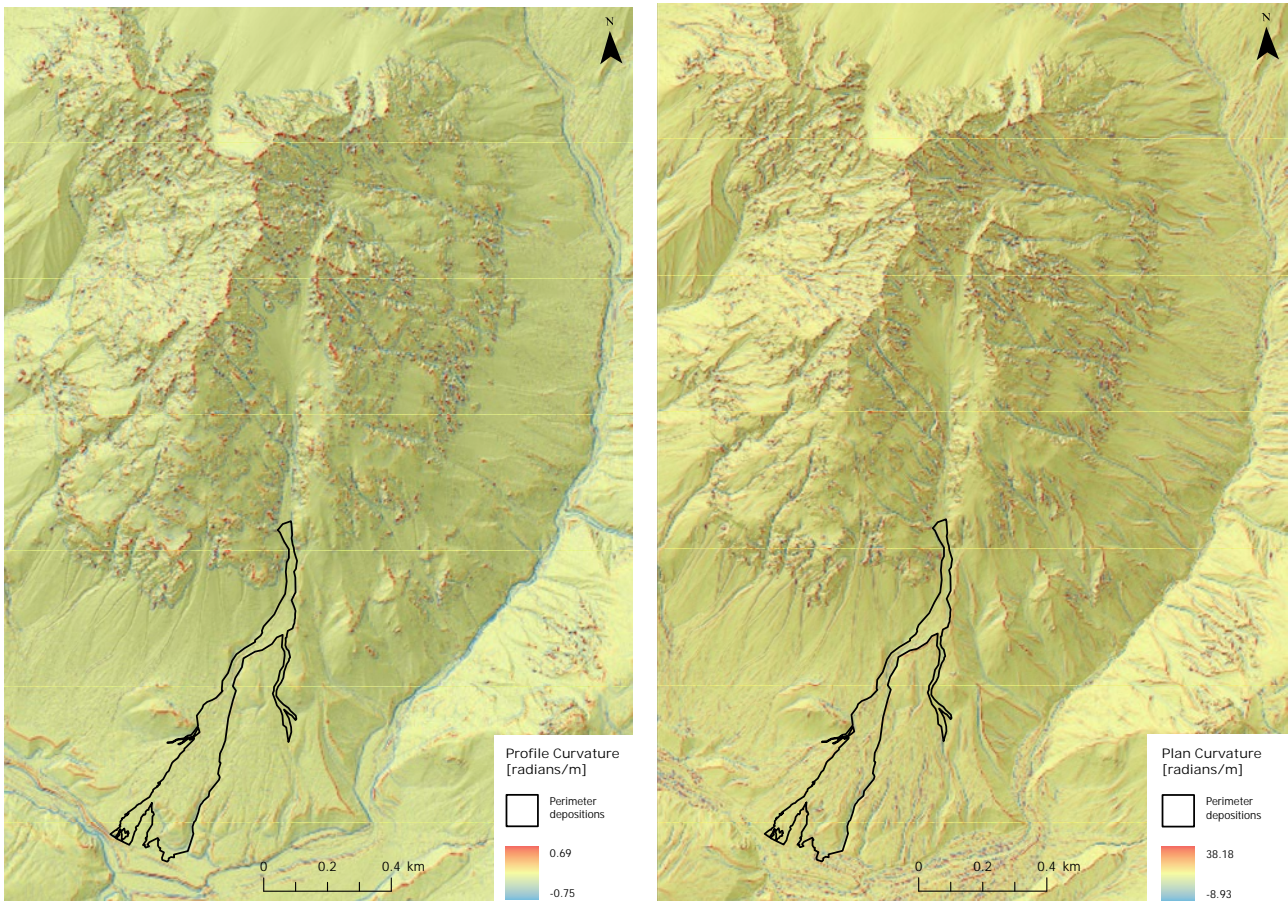 N
Profile Curvature
[radians/m]
Perimeter
depositions
0.69
-0.75
0
0.2
0.4 km
N
Plan Curvature
[radians/m]
Perimeter
depositions
38.18
-8.93
0
0.2
0.4 km